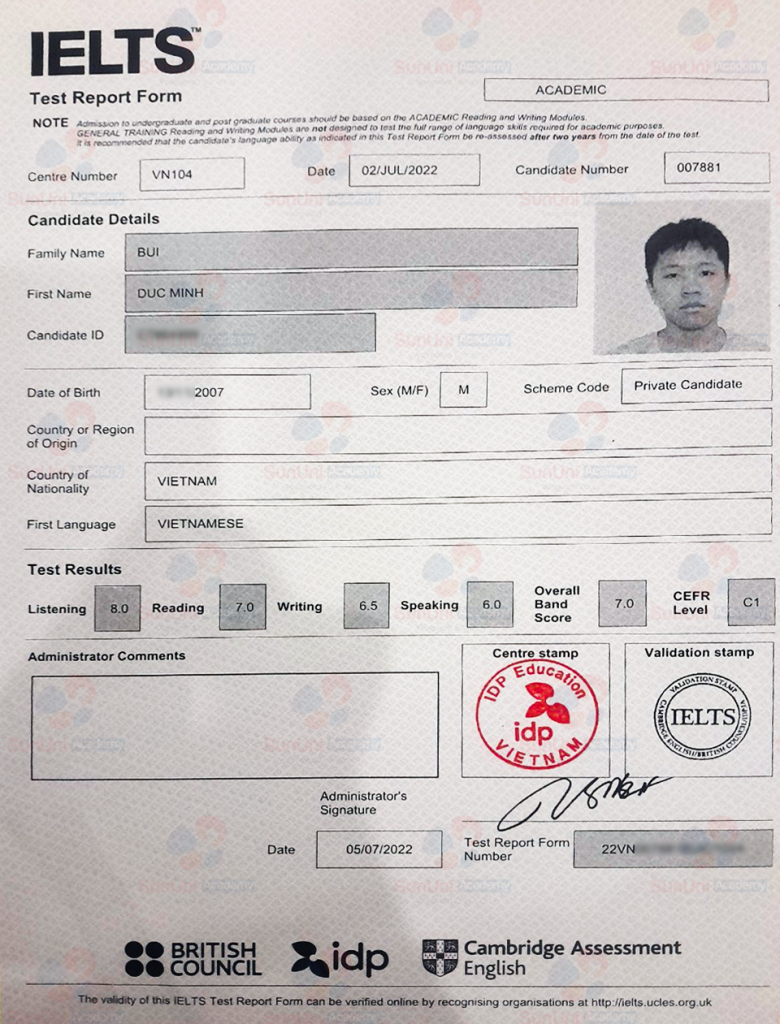 IELTS™
Test Report Form
ACADEMIC
NOTE Admission to undergraduate and post graduate courses should be based on the ACADEMIC Reading and Writing Modules.
GENERAL TRAINING Reading and Writing Modules are not designed to test the full range of language skills required for academic purposes.
It is recommended that the candidate's language ability as indicated in this Test Report Form be re-assessed after two years from the date of the test.
Centre Number VN104 Date 02/JUL/2022 Candidate Number 007881
Candidate Details
Family Name BUI
First Name DUC MINH
Candidate ID
Date of Birth 2007 Sex (M/F) M Scheme Code Private Candidate
Country or Region
of Origin
Country of
Nationality VIETNAM
First Language VIETNAMESE
Test Results
Listening 8.0 Reading 7.0 Writing 6.5 Speaking 6.0 Overall Band Score 7.0 CEFR Level C1
Administrator Comments
Centre stamp
IDP Education
idp
VIETNAM
Validation stamp
VALIDATION STAMP
IELTS
CAMBRIDGE ENGLISH/BRITISH COUNCIL/IDP:IA
Administrator's
Signature
Date 05/07/2022
Test Report Form
Number 22VN
BRITISH
COUNCIL
idp
Cambridge Assessment
English
The validity of this IELTS Test Report Form can be verified online by recognising organisations at http://ielts.ucles.org.uk
SunUni Academy